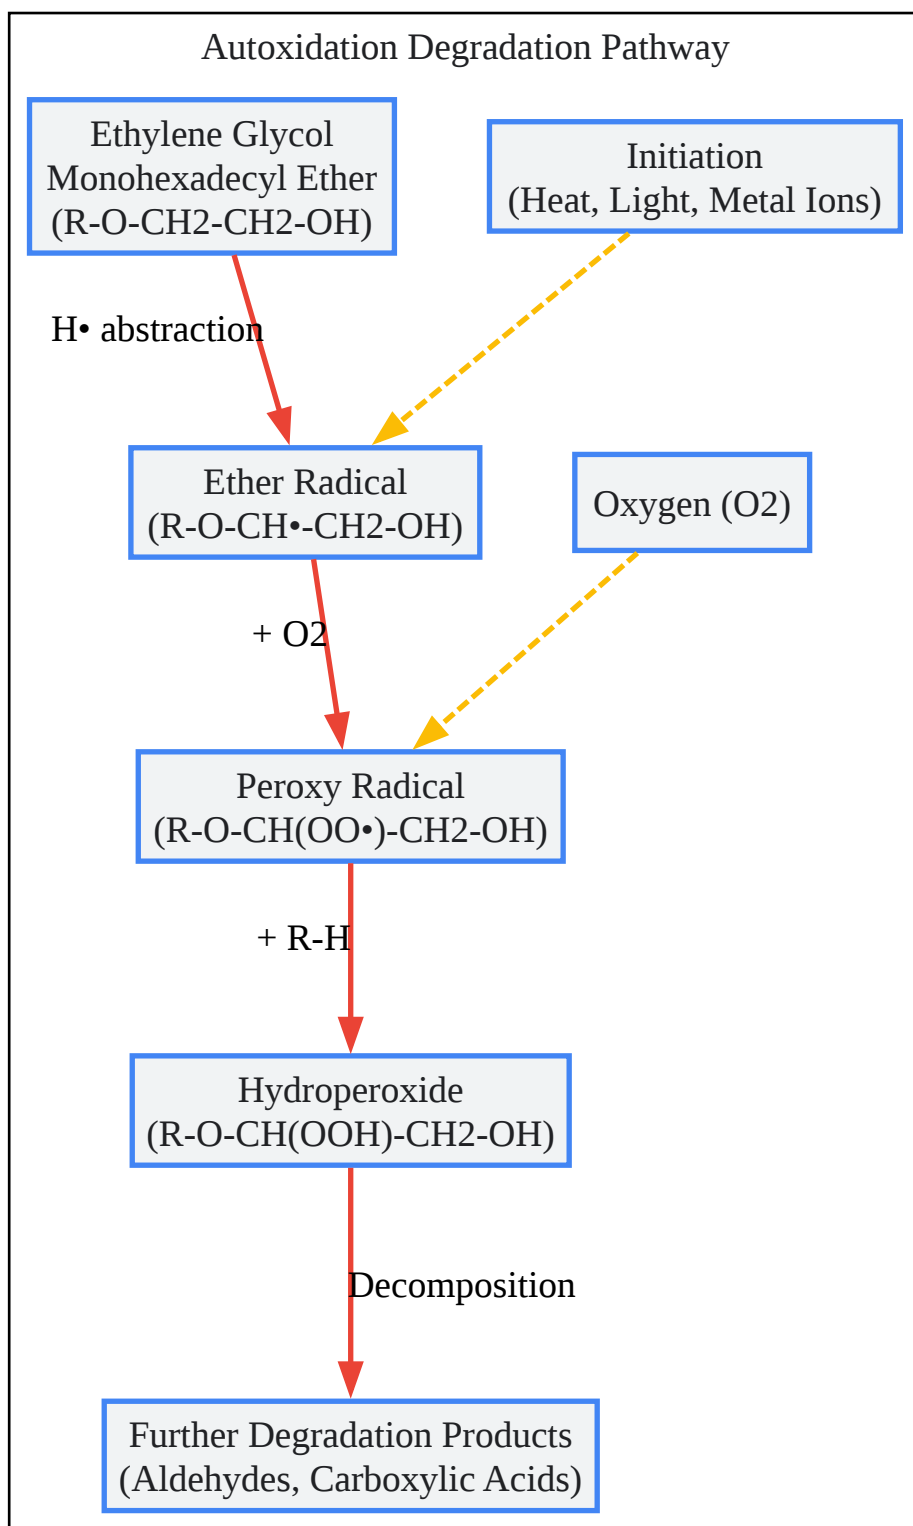 Autoxidation Degradation Pathway
Ethylene Glycol
Monohexadecyl Ether
(R-O-CH2-CH2-OH)
Initiation
(Heat, Light, Metal Ions)
H• abstraction
Ether Radical
(R-O-CH•-CH2-OH)
Oxygen (O2)
+ O2
Peroxy Radical
(R-O-CH(OO•)-CH2-OH)
+ R-H
Hydroperoxide
(R-O-CH(OOH)-CH2-OH)
Decomposition
Further Degradation Products
(Aldehydes, Carboxylic Acids)